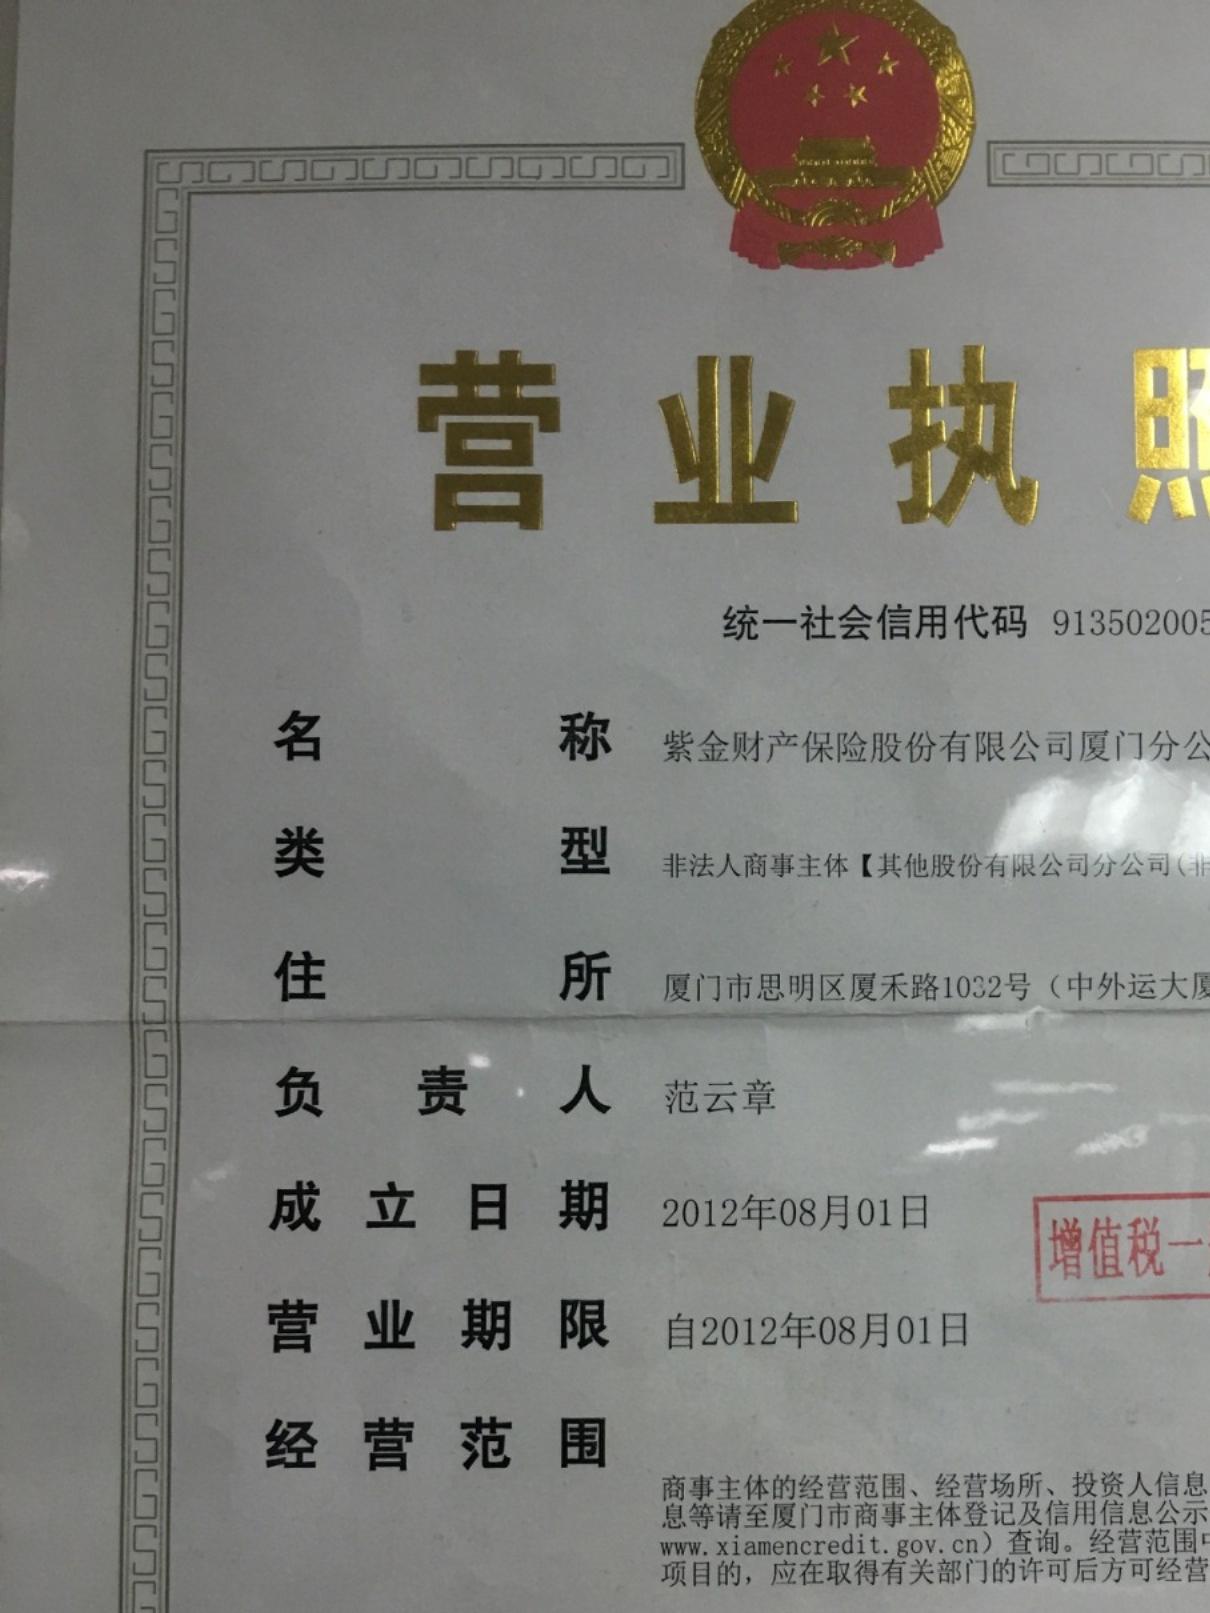 营业执照
统一社会信用代码 913502005
名称 紫金财产保险股份有限公司厦门分公
类型 非法人商事主体【其他股份有限公司分公司(非
住所 厦门市思明区厦禾路1032号（中外运大厦
负责人 范云章
成立日期 2012年08月01日
增值税一
营业期限 自2012年08月01日
经营范围
商事主体的经营范围、经营场所、投资人信息
息等请至厦门市商事主体登记及信用信息公示
www.xiamencredit.gov.cn）查询。经营范围中
项目的，应在取得有关部门的许可后方可经营